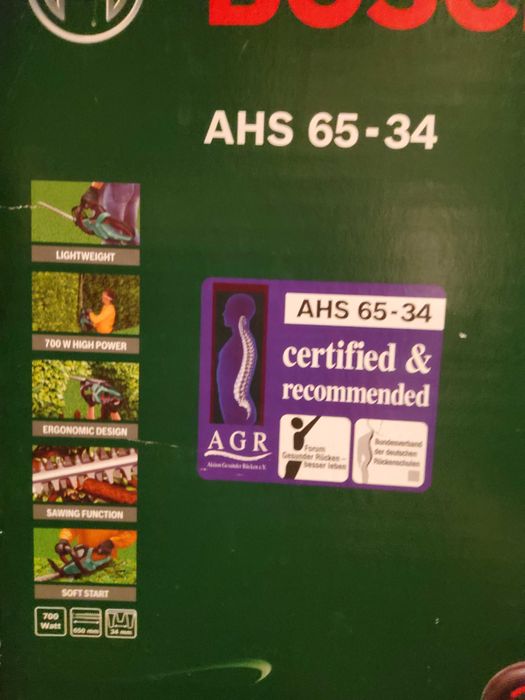 BOSCH
AHS 65-34
LIGHTWEIGHT
700 W HIGH POWER
ERGONOMIC DESIGN
SAWING FUNCTION
SOFT START
700
Watt
650 mm
34 mm
AHS 65-34
certified &
recommended
AGR
Aktion Gesunder Rücken e.V.
Forum
Gesunder Rücken –
besser leben
Bundesverband
der deutschen
Rückenschulen